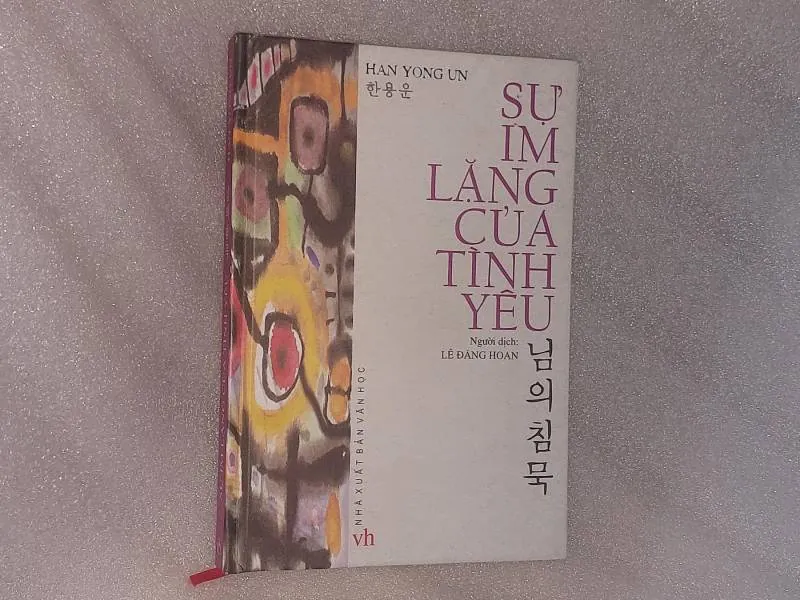 HAN YONG UN
한용운
SỰ
IM
LẶNG
CỦA
TÌNH
YÊU
Người dịch:
LÊ ĐĂNG HOAN
님의침묵
NHÀ XUẤT BẢN VĂN HỌC
vh